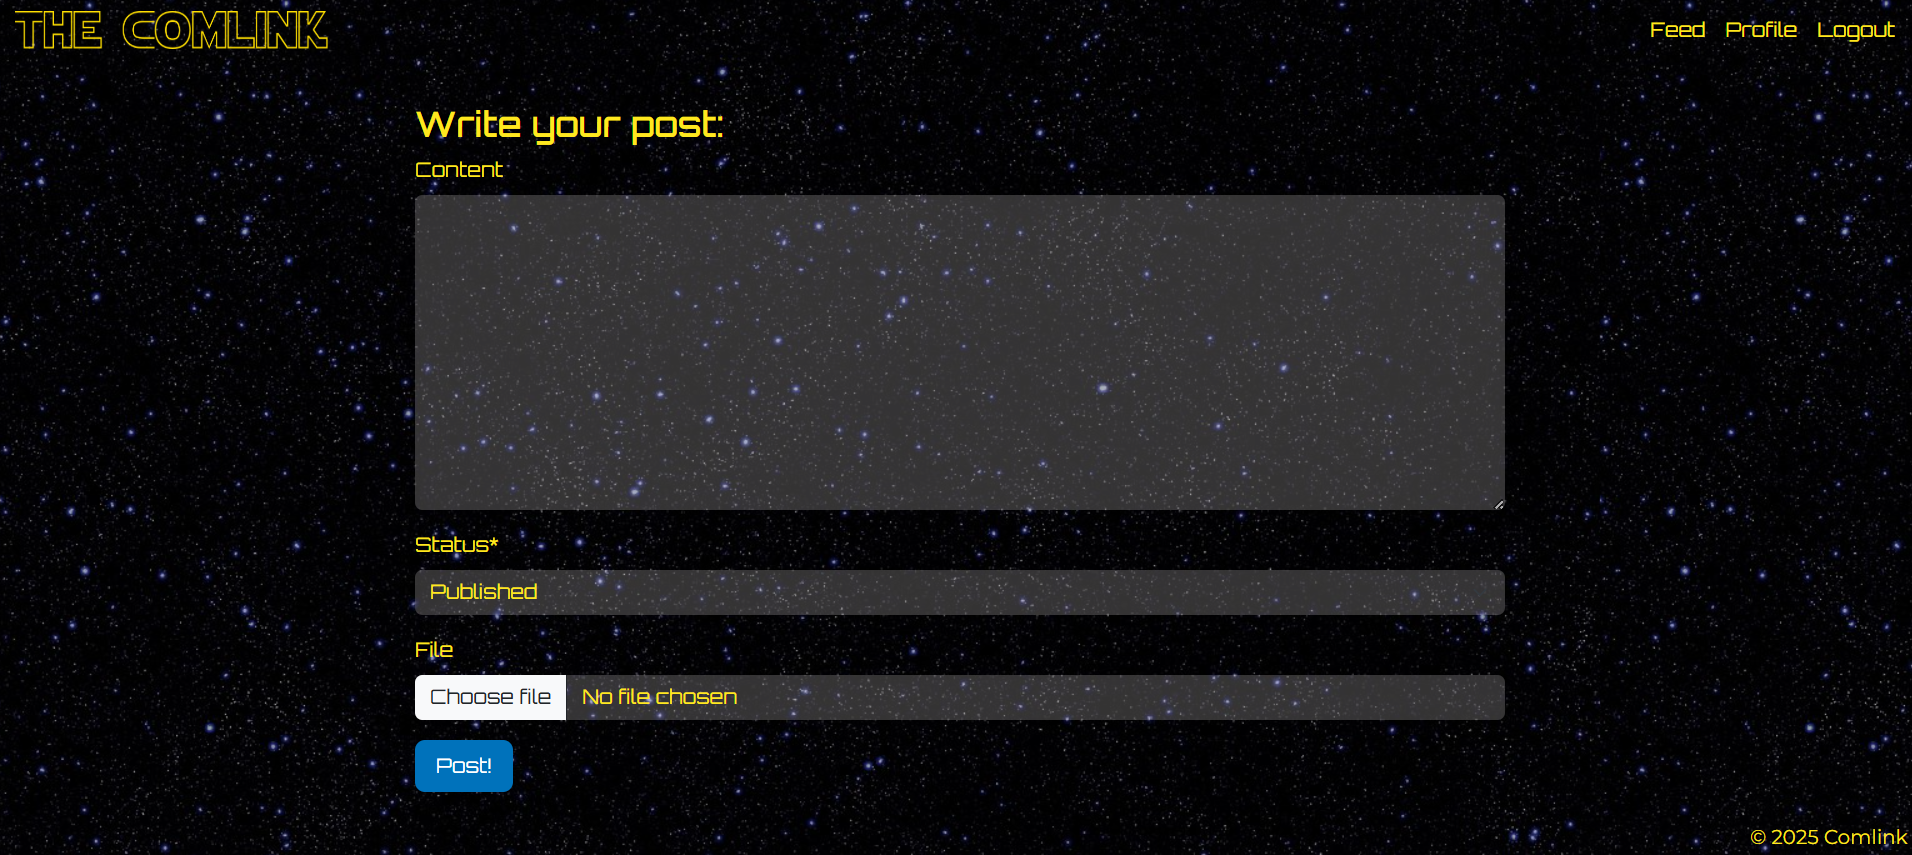 THE COMLINK
Feed Profile Logout
Write your post:
Content
Status*
Published
File
Choose file No file chosen
Post!
© 2025 Comlink